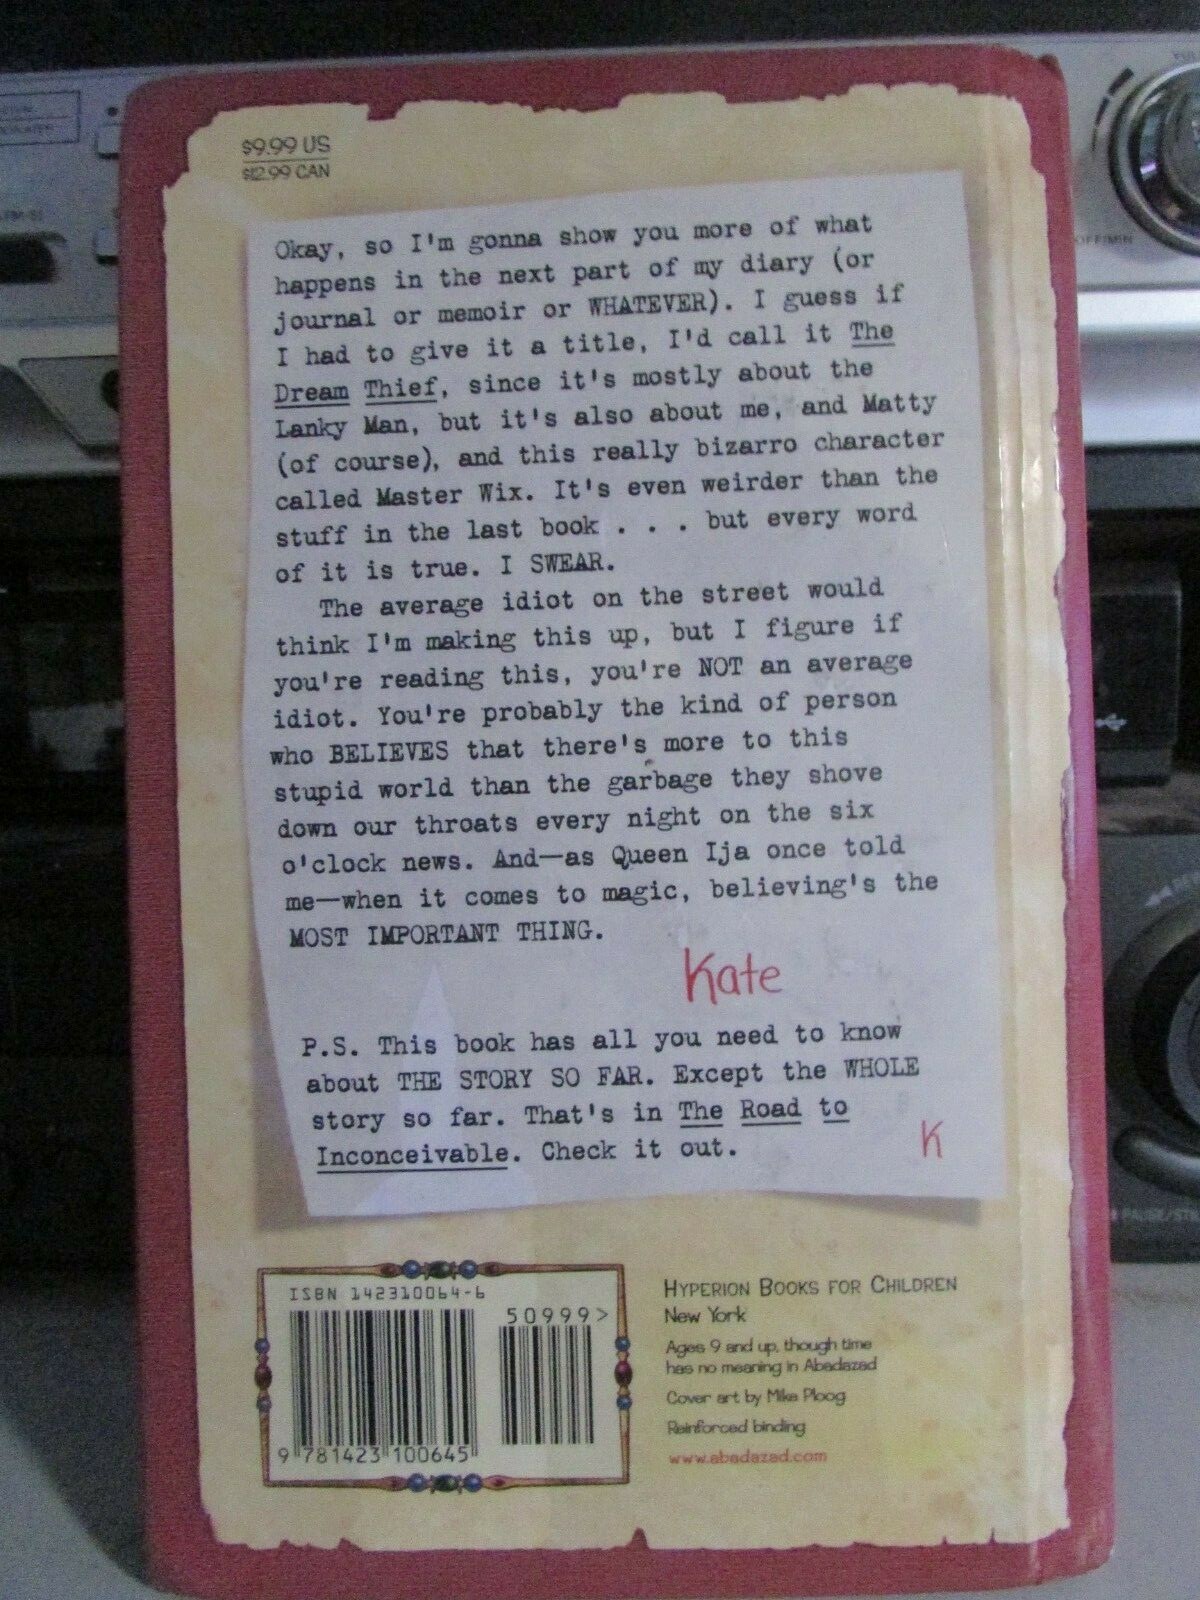 $9.99 US
$12.99 CAN
Okay, so I'm gonna show you more of what
happens in the next part of my diary (or
journal or memoir or WHATEVER). I guess if
I had to give it a title, I'd call it The
Dream Thief, since it's mostly about the
Lanky Man, but it's also about me, and Matty
(of course), and this really bizarro character
called Master Wix. It's even weirder than the
stuff in the last book . . . but every word
of it is true. I SWEAR.
The average idiot on the street would
think I'm making this up, but I figure if
you're reading this, you're NOT an average
idiot. You're probably the kind of person
who BELIEVES that there's more to this
stupid world than the garbage they shove
down our throats every night on the six
o'clock news. And—as Queen Ija once told
me—when it comes to magic, believing's the
MOST IMPORTANT THING.
Kate
P.S. This book has all you need to know
about THE STORY SO FAR. Except the WHOLE
story so far. That's in The Road to
Inconceivable. Check it out.
K
ISBN 142310064-6
50999>
9 781423 100645
HYPERION BOOKS FOR CHILDREN
New York
Ages 9 and up, though time
has no meaning in Abadazad
Cover art by Mike Ploog
Reinforced binding
www.abadazad.com
OFF/MIN